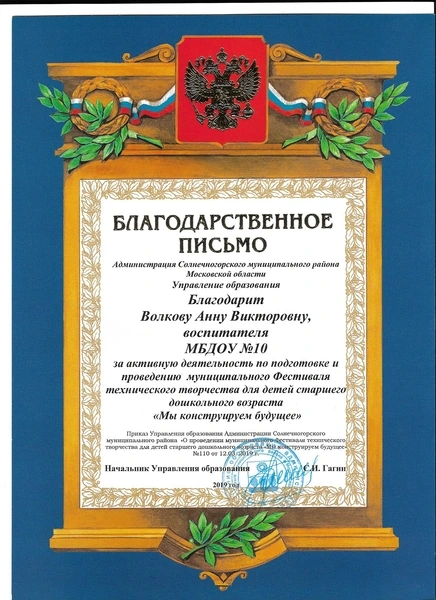 БЛАГОДАРСТВЕННОЕ
ПИСЬМО
Администрация Солнечногорского муниципального района
Московской области
Управление образования
Благодарит
Волкову Анну Викторовну,
воспитателя
МБДОУ №10
за активную деятельность по подготовке и
проведению муниципального Фестиваля
технического творчества для детей старшего
дошкольного возраста
«Мы конструируем будущее»
Приказ Управления образования Администрации Солнечногорского
муниципального района «О проведении муниципального фестиваля технического
творчества для детей старшего дошкольного возраста «Мы конструируем будущее»
№110 от 12.03.2019г.
Начальник Управления образования С.И. Гагин
2019 год